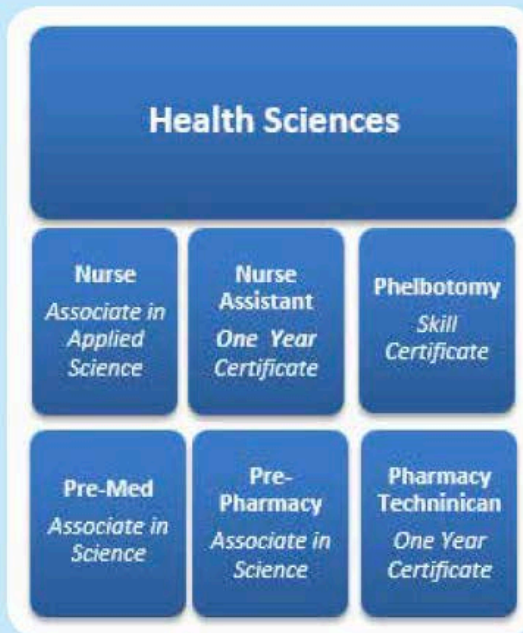 Health Sciences
Nurse
Associate in
Applied
Science
Nurse
Assistant
One Year
Certificate
Phelbotomy
Skill
Certificate
Pre-Med
Associate in
Science
Pre-
Pharmacy
Associate in
Science
Pharmacy
Techninican
One Year
Certificate